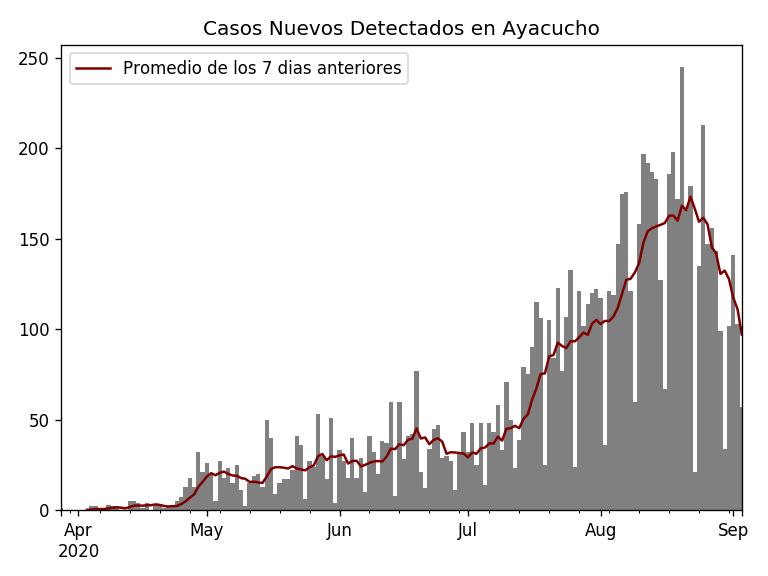 Casos Nuevos Detectados en Ayacucho
Promedio de los 7 dias anteriores
250
200
150
100
50
0
Apr May Jun Jul Aug Sep
2020